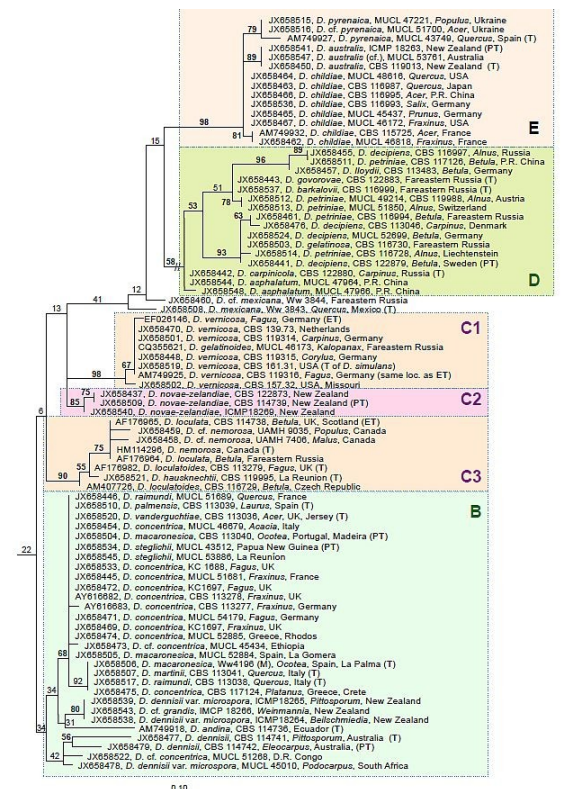 JX658515, D. pyrenaica, MUCL 47221, Populus, Ukraine
79
JX658516, D. cf. pyrenaica, MUCL 51700, Acer, Ukraine
AM749927, D. pyrenaica, MUCL 43749, Quercus, Spain (T)
JX658541, D. australis, ICMP 18263, New Zealand (PT)
89
JX658547, D. australis (cf.), MUCL 53761, Australia
JX658450, D. australis, CBS 119013, New Zealand (T)
JX658464, D. childiae, MUCL 48616, Quercus, USA
JX658463, D. childiae, CBS 116987, Quercus, Japan
JX658466, D. childiae, CBS 116995, Acer, P.R. China
JX658536, D. childiae, CBS 116993, Salix, Germany
JX658465, D. childiae, MUCL 45437, Prunus, Germany
98
JX658467, D. childiae, MUCL 46172, Fraxinus, USA
E
81
AM749932, D. childiae, CBS 115725, Acer, France
JX658462, D. childiae, MUCL 46818, Fraxinus, France
15
89
JX658455, D. decipiens, CBS 116997, Alnus, Russia
96
JX658511, D. petriniae, CBS 117126, Betula, P.R. China
JX658457, D. lloydii, CBS 113483, Betula, Germany
JX658443, D. govorovae, CBS 122883, Fareastern Russia (T)
51
JX658537, D. barkalovii, CBS 116999, Fareastern Russia (T)
78
JX658512, D. petriniae, MUCL 49214, CBS 119988, Alnus, Austria
53
JX658513, D. petriniae, MUCL 51850, Alnus, Switzerland
63
JX658461, D. petriniae, CBS 116994, Betula, Fareastern Russia
JX658476, D. decipiens, CBS 113046, Carpinus, Denmark
JX658524, D. decipiens, MUCL 52699, Betula, Germany
JX658503, D. gelatinosa, CBS 116730, Fareastern Russia
93
JX658514, D. petriniae, CBS 116728, Alnus, Liechtenstein
58
JX658441, D. decipiens, CBS 122879, Betula, Sweden (PT)
JX658442, D. carpinicola, CBS 122880, Carpinus, Russia (T)
D
JX658544, D. asphalatum, MUCL 47964, P.R. China
JX658548, D. asphalatum, MUCL 47964, P.R. China
12
41
JX658460, D. cf. mexicana, Ww 3844, Fareastern Russia
13
JX658508, D. mexicana, Ww 3843, Quercus, Mexico (T)
EF026146, D. vernicosa, Fagus, Germany (ET)
JX658470, D. vernicosa, CBS 139.73, Netherlands
C1
JX658501, D. vernicosa, CBS 119314, Carpinus, Germany
CQ355621, D. gelatinoides, MUCL 46173, Kalopanax, Fareastern Russia
JX658448, D. vernicosa, CBS 119315, Corylus, Germany
67
JX658519, D. vernicosa, CBS 161.31, USA (T of D. simulans)
98
AM749925, D. vernicosa, CBS 119316, Fagus, Germany (same loc. as ET)
JX658502, D. vernicosa, CBS 157.32, USA, Missouri
75
JX658437, D. novae-zelandiae, CBS 122873, New Zealand
C2
85
JX658509, D. novae-zelandiae, CBS 114739, New Zealand (PT)
6
JX658540, D. novae-zelandiae, ICMP18269, New Zealand
AF176965, D. loculata, CBS 114738, Betula, UK, Scotland (ET)
JX658459, D. cf. nemorosa, UAMH 9035, Populus, Canada
JX658458, D. cf. nemorosa, UAMH 7406, Malus, Canada
75
HM114296, D. nemorosa, Canada (T)
AF176964, D. loculata, Betula, Fareastern Russia
55
AF176982, D. loculatoides, CBS 113279, Fagus, UK (T)
90
JX658521, D. hausknechtii, CBS 119995, La Reunion (T)
C3
AM407726, D. loculatoides, CBS 116729, Betula, Czech Republic
JX658446, D. raimundi, MUCL 51689, Quercus, France
JX658510, D. palmensis, CBS 113039, Laurus, Spain (T)
B
JX658520, D. vanderguchtiae, CBS 113036, Acer, UK, Jersey (T)
JX658454, D. concentrica, MUCL 46679, Acacia, Italy
JX658504, D. macaronesica, CBS 113040, Ocotea, Portugal, Madeira (PT)
JX658534, D. steglichii, MUCL 43512, Papua New Guinea (PT)
22
JX658545, D. steglichii, MUCL 53886, La Reunion
JX658533, D. concentrica, KC 1688, Fagus, UK
JX658445, D. concentrica, MUCL 51681, Fraxinus, France
JX658472, D. concentrica, KC1697, Fagus, UK
AY616682, D. concentrica, CBS 113278, Fraxinus, UK
AY616683, D. concentrica, CBS 113277, Fraxinus, Germany
JX658471, D. concentrica, MUCL 54179, Fagus, Germany
JX658469, D. concentrica, KC1697, Fraxinus, UK
JX658474, D. concentrica, MUCL 52885, Greece, Rhodos
JX658473, D. cf. concentrica, MUCL 45434, Ethiopia
68
JX658505, D. macaronesica, MUCL 52884, Spain, La Gomera
JX658506, D. macaronesica, Ww4196 (M), Ocotea, Spain, La Palma (T)
JX658507, D. martinii, CBS 113041, Quercus, Italy (T)
92
JX658517, D. raimundi, CBS 113038, Quercus, Italy (T)
34
JX658475, D. concentrica, CBS 117124, Platanus, Greece, Crete
JX658539, D. dennisii var. microspora, ICMP18265, Pittosporum, New Zealand
80
JX658543, D. cf. grandis, IMCP 18266, Weinmannia, New Zealand
31
JX658538, D. dennisii var. microspora, ICMP18264, Beilschmiedia, New Zealand
34
AM749918, D. andina, CBS 114736, Ecuador (T)
56
JX658477, D. dennisii, CBS 114741, Pittosporum, Australia (T)
JX658479, D. dennisii, CBS 114742, Eleocarpus, Australia, (PT)
42
JX658522, D. cf. concentrica, MUCL 51268, D.R. Congo
JX658478, D. dennisii var. microspora, MUCL 45010, Podocarpus, South Africa
0.10